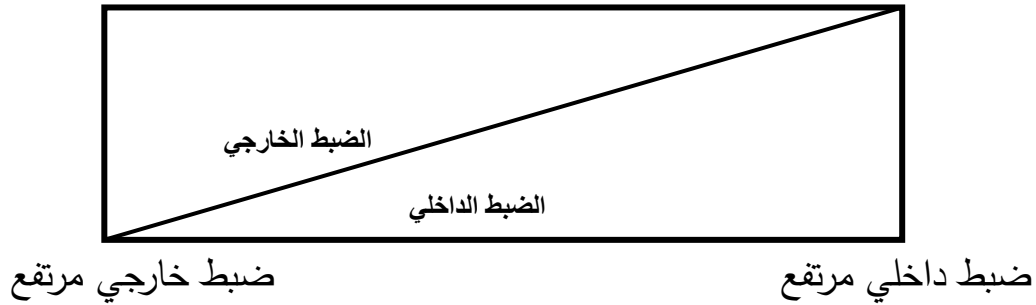 الضبط الخارجي
الضبط الداخلي
ضبط داخلي مرتفع
ضبط خارجي مرتفع